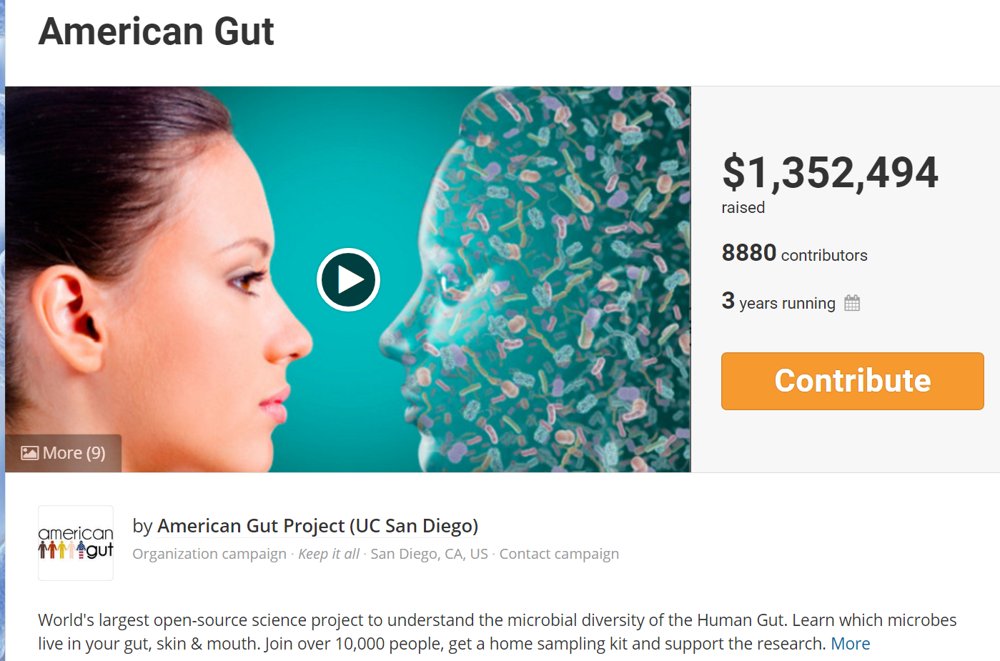 American Gut
$1,352,494
raised
8880 contributors
3 years running
Contribute
More (9)
american
gut
by American Gut Project (UC San Diego)
Organization campaign · Keep it all · San Diego, CA, US · Contact campaign
World's largest open-source science project to understand the microbial diversity of the Human Gut. Learn which microbes
live in your gut, skin & mouth. Join over 10,000 people, get a home sampling kit and support the research. More